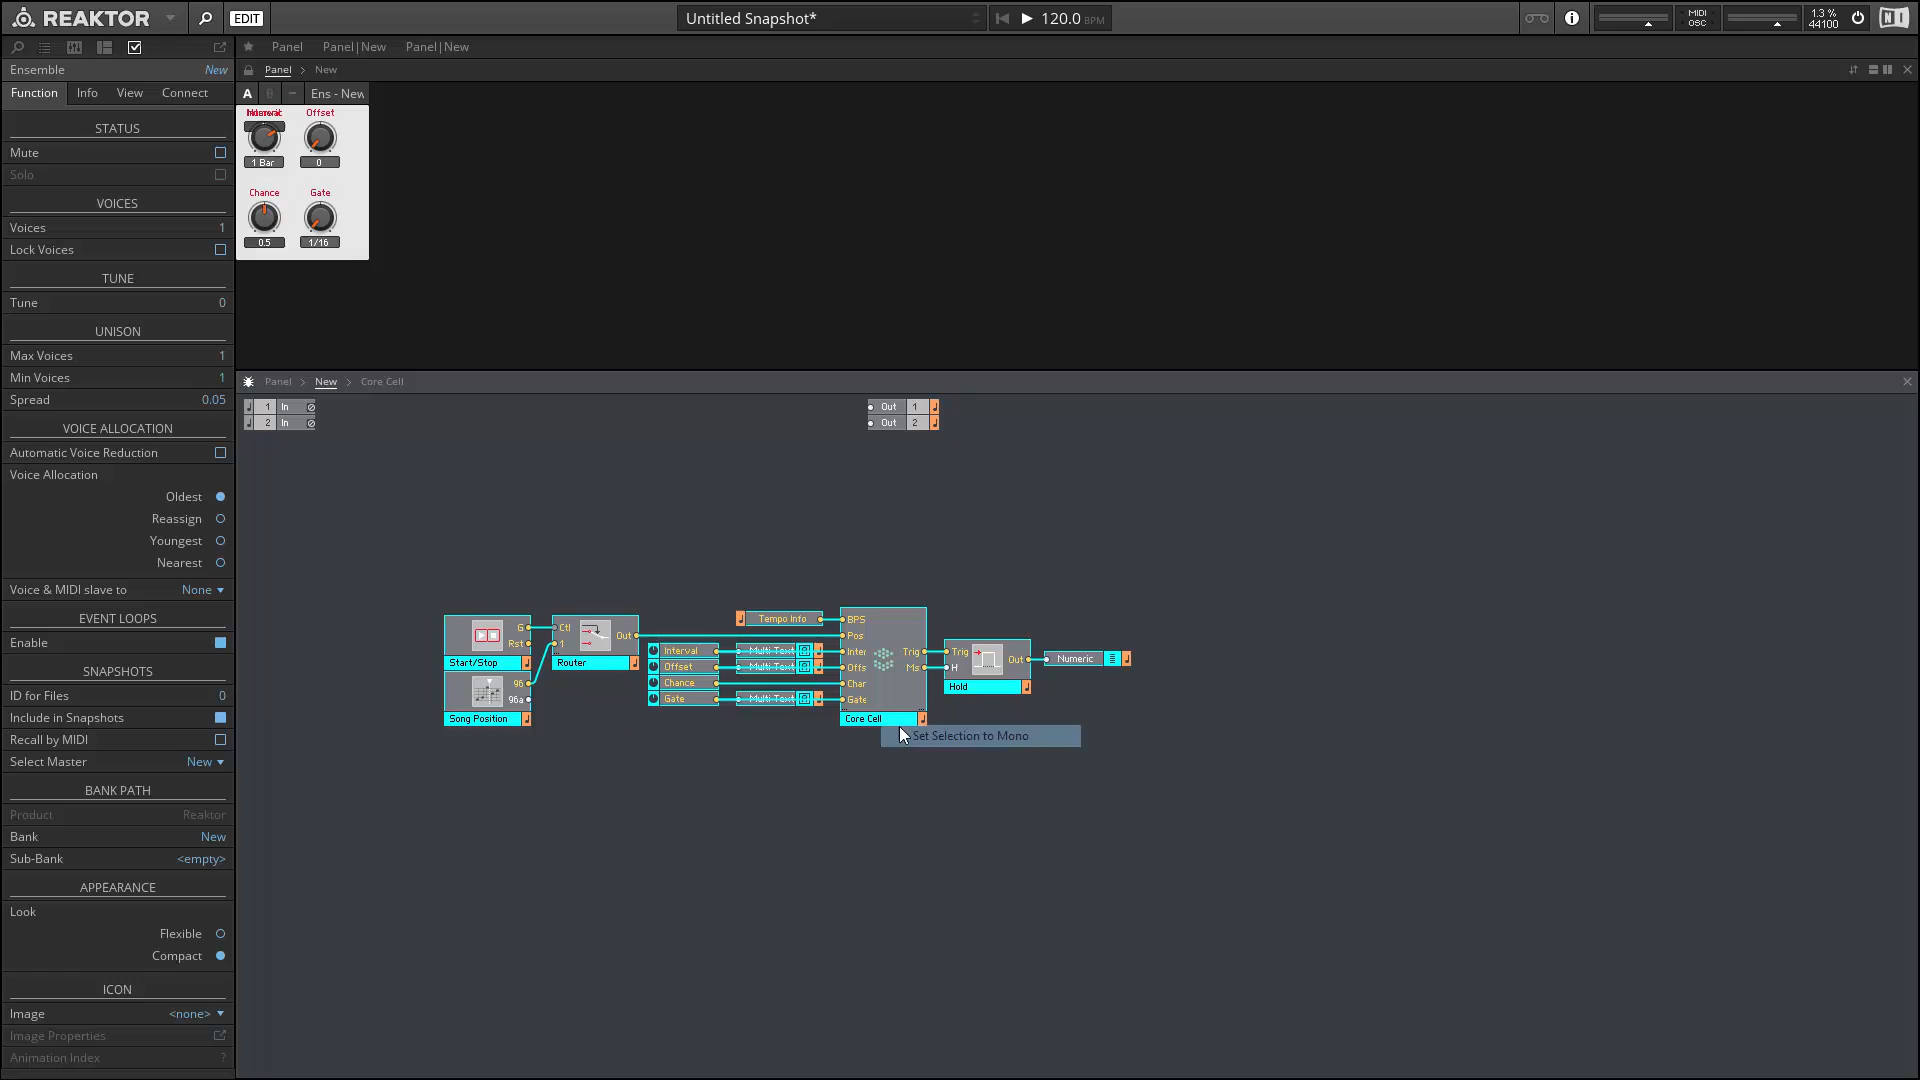 REAKTOR
EDIT
Untitled Snapshot*
120.0 BPM
MIDI
OSC
1.3 %
44100
Panel
Panel|New
Panel|New
Ensemble
New
Panel
New
Function
Info
View
Connect
A
B
Ens - New
STATUS
Mute
Solo
VOICES
Voices
1
Lock Voices
TUNE
Tune
0
UNISON
Max Voices
1
Min Voices
1
Spread
0.05
VOICE ALLOCATION
Automatic Voice Reduction
Voice Allocation
Oldest
Reassign
Youngest
Nearest
Voice & MIDI slave to
None
EVENT LOOPS
Enable
SNAPSHOTS
ID for Files
0
Include in Snapshots
Recall by MIDI
Select Master
New
BANK PATH
Product
Reaktor
Bank
New
Sub-Bank
<empty>
APPEARANCE
Look
Flexible
Compact
ICON
Image
<none>
Image Properties
Animation Index
?
Offset
1 Bar
0
Chance
Gate
0.5
1/16
Panel
New
Core Cell
1
In
2
In
Out
1
Out
2
G
Rst
Start/Stop
96
96a
Song Position
Ctl
1
Out
Router
Tempo Info
Interval
Multi Text
Offset
Multi Text
Chance
Gate
Multi Text
BPS
Pos
Inter
Offs
Char
Gate
Trig
Ms
Core Cell
Trig
H
Out
Hold
Numeric
Set Selection to Mono